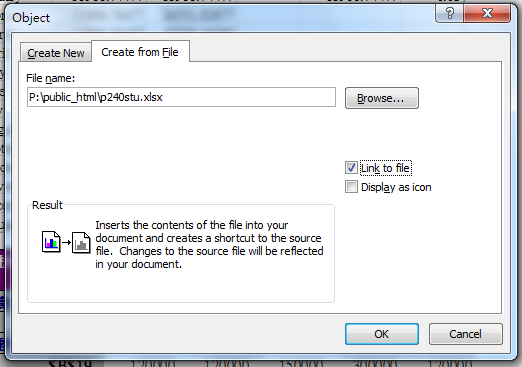 Object
Create New
Create from File
File name:
P:\public_html\p240stu.xlsx
Browse...
Link to file
Display as icon
Result
Inserts the contents of the file into your
document and creates a shortcut to the source
file. Changes to the source file will be reflected
in your document.
OK
Cancel